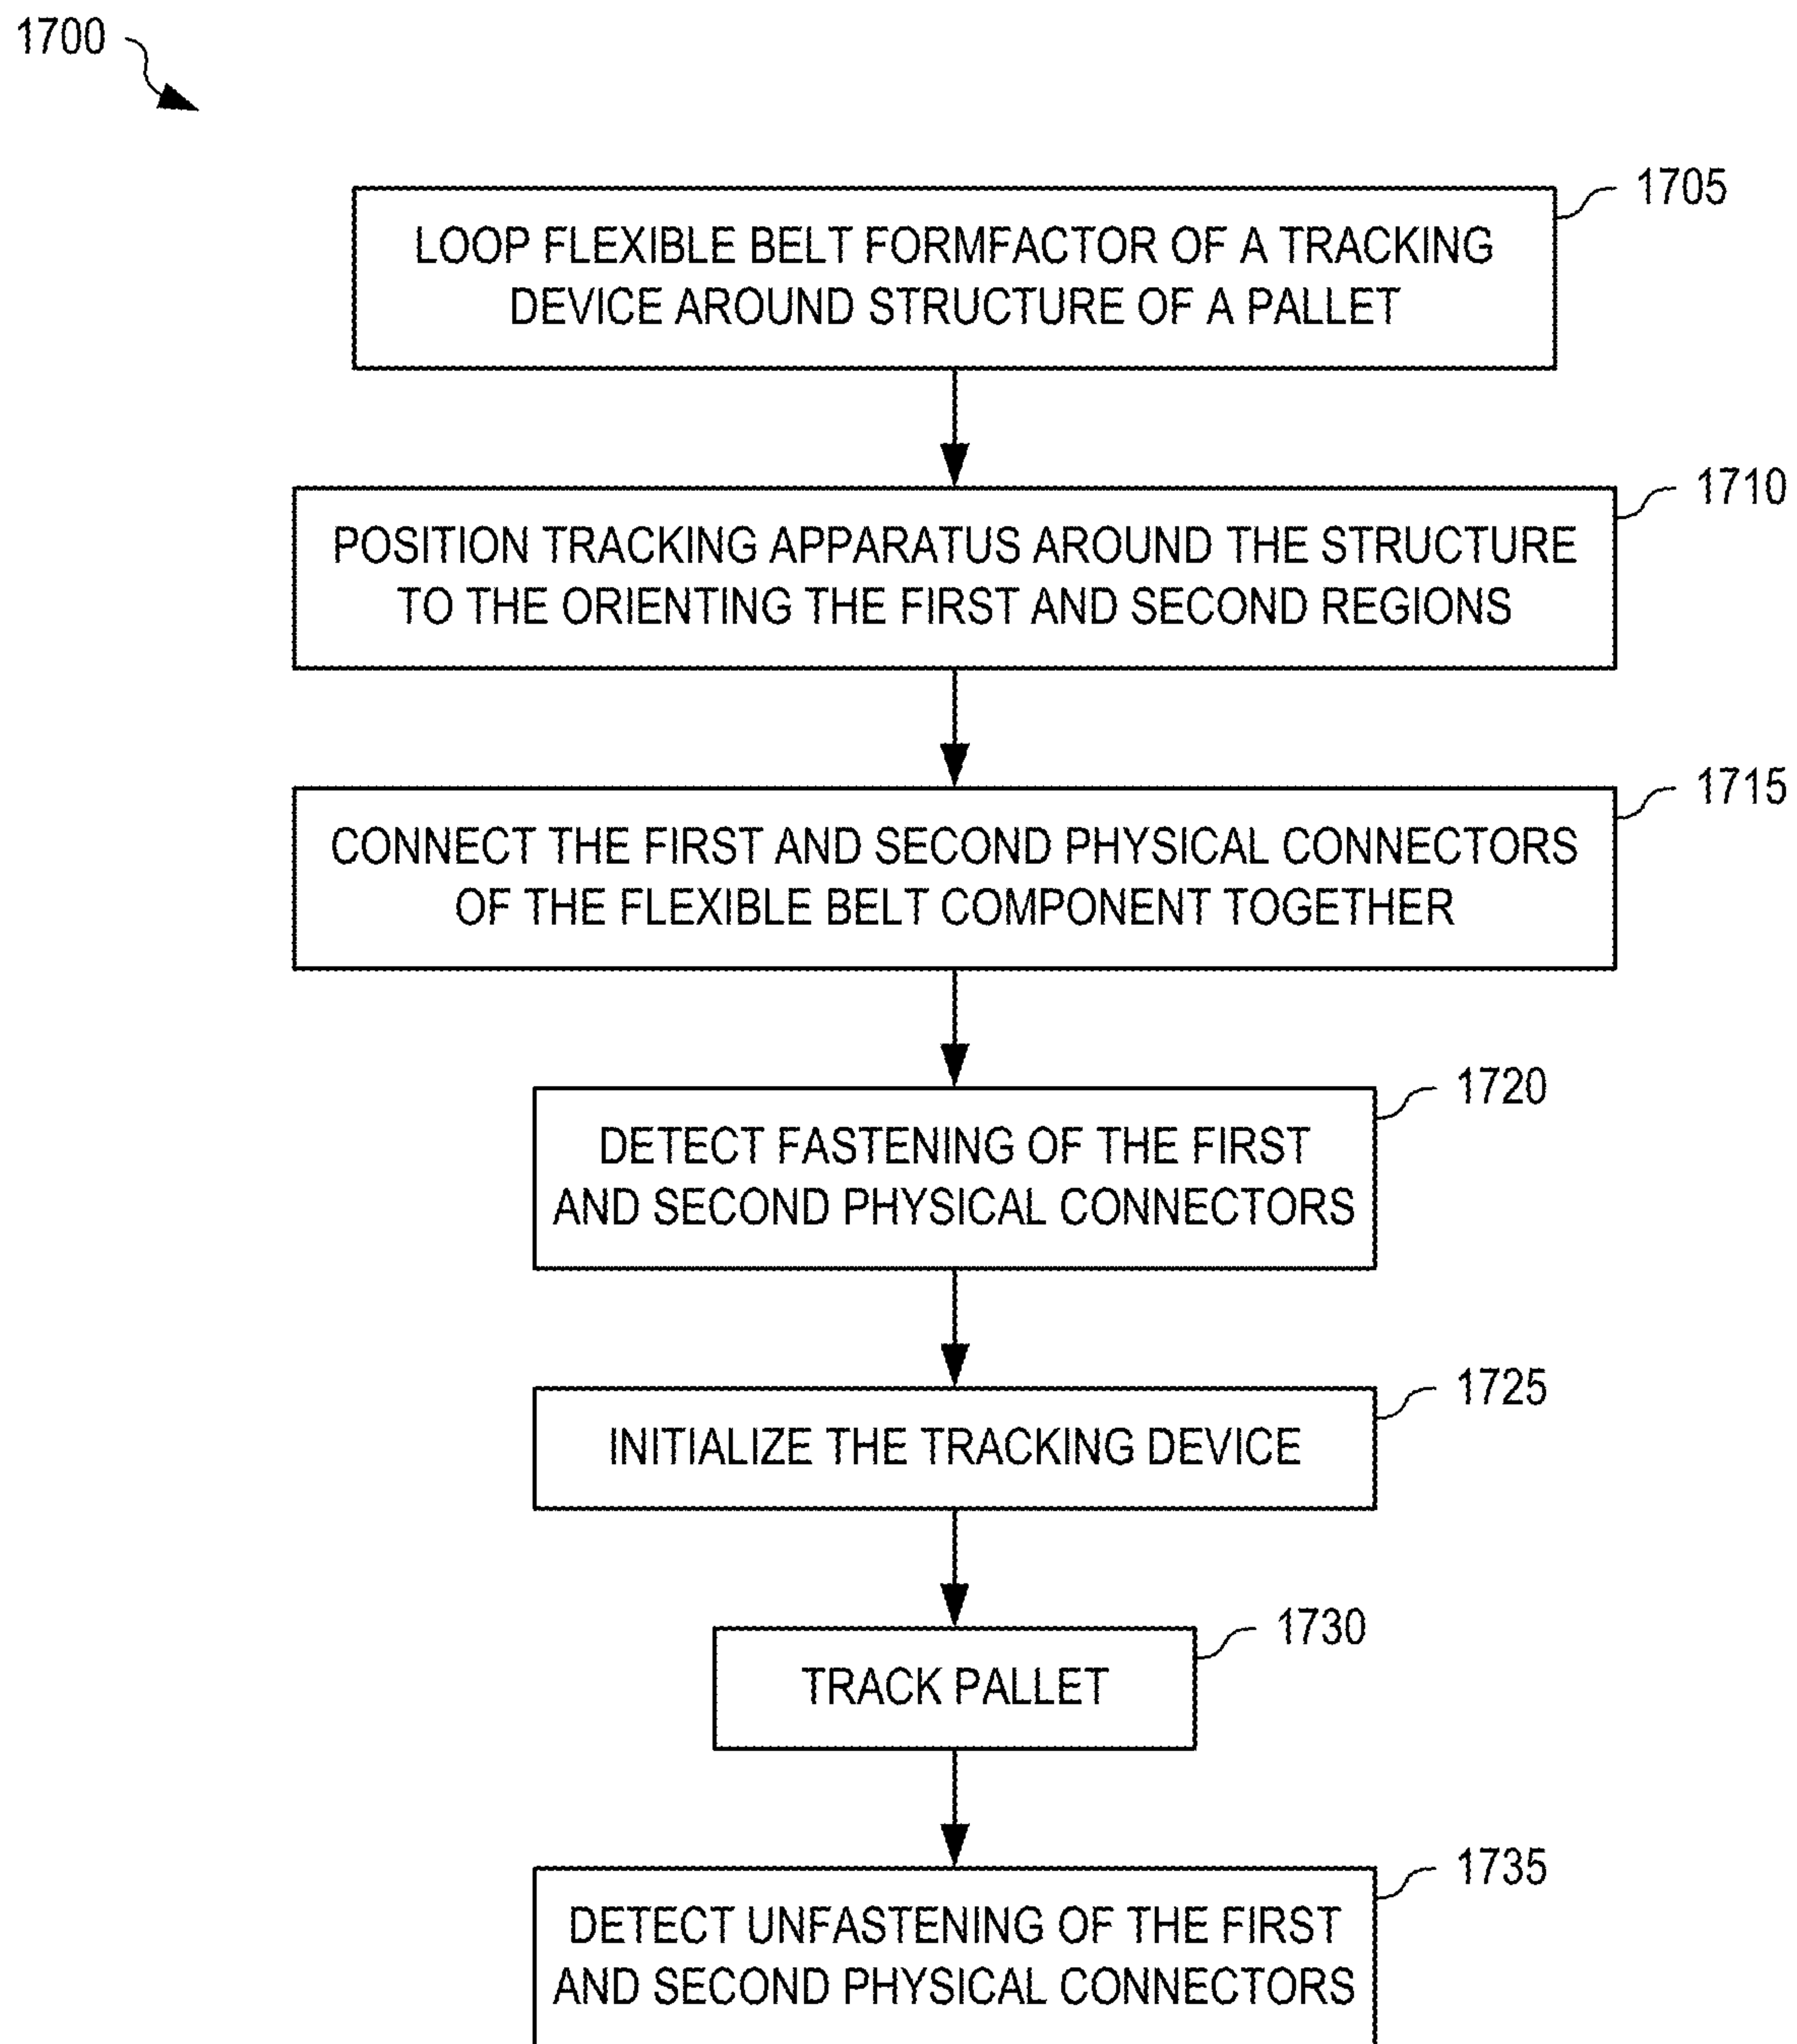 1700
1705
LOOP FLEXIBLE BELT FORMFACTOR OF A TRACKING
DEVICE AROUND STRUCTURE OF A PALLET
1710
POSITION TRACKING APPARATUS AROUND THE STRUCTURE
TO THE ORIENTING THE FIRST AND SECOND REGIONS
1715
CONNECT THE FIRST AND SECOND PHYSICAL CONNECTORS
OF THE FLEXIBLE BELT COMPONENT TOGETHER
1720
DETECT FASTENING OF THE FIRST
AND SECOND PHYSICAL CONNECTORS
1725
INITIALIZE THE TRACKING DEVICE
1730
TRACK PALLET
1735
DETECT UNFASTENING OF THE FIRST
AND SECOND PHYSICAL CONNECTORS